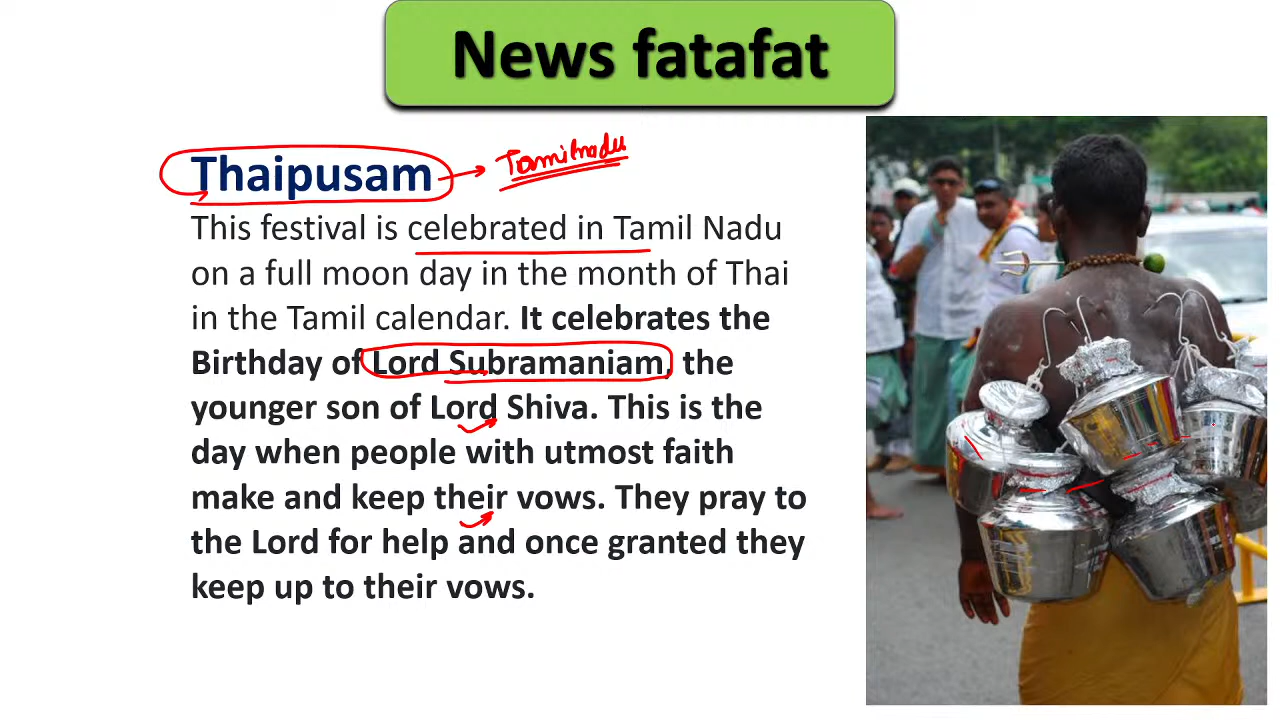 News fatafat
Thaipusam
Tamilnadu
This festival is celebrated in Tamil Nadu
on a full moon day in the month of Thai
in the Tamil calendar. It celebrates the
Birthday of Lord Subramaniam, the
younger son of Lord Shiva. This is the
day when people with utmost faith
make and keep their vows. They pray to
the Lord for help and once granted they
keep up to their vows.